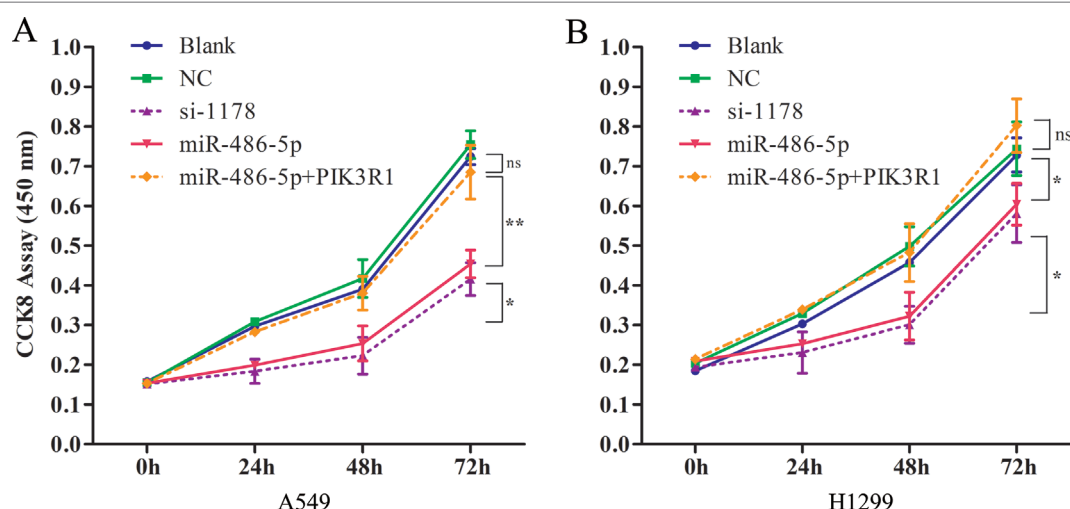 A
CCK8 Assay (450 nm)
1.0
0.9
0.8
0.7
0.6
0.5
0.4
0.3
0.2
0.1
0.0
Blank
NC
si-1178
miR-486-5p
miR-486-5p+PIK3R1
ns
**
*
0h 24h 48h 72h
A549
B
1.0
0.9
0.8
0.7
0.6
0.5
0.4
0.3
0.2
0.1
0.0
Blank
NC
si-1178
miR-486-5p
miR-486-5p+PIK3R1
ns
*
*
0h 24h 48h 72h
H1299